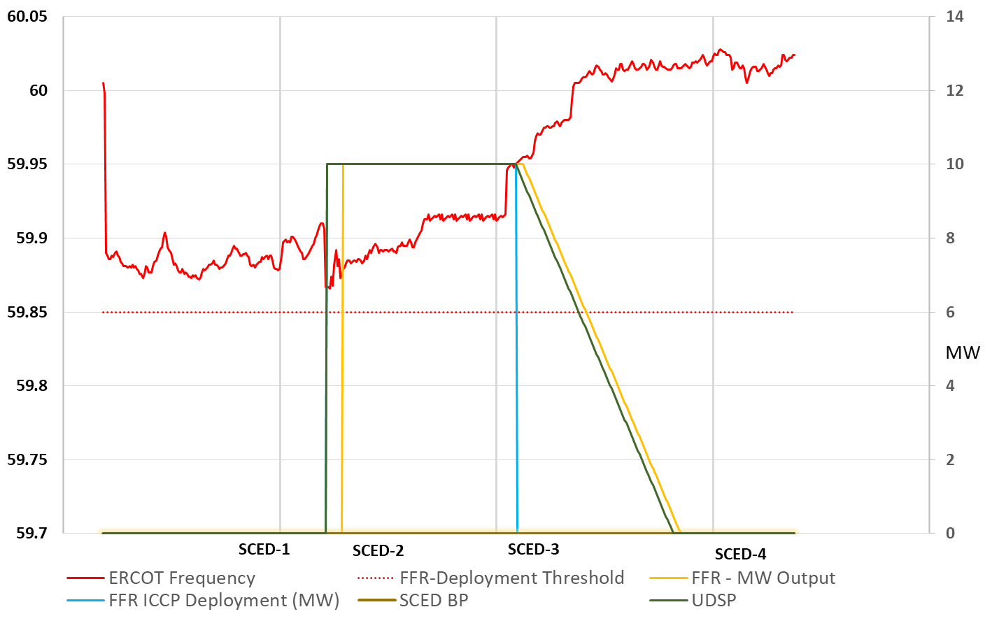 60.05
14
60
12
59.95
10
59.9
8
59.85
6
MW
59.8
4
59.75
2
59.7
0
SCED-1
SCED-2
SCED-3
SCED-4
ERCOT Frequency
FFR-Deployment Threshold
FFR - MW Output
FFR ICCP Deployment (MW)
SCED BP
UDSP